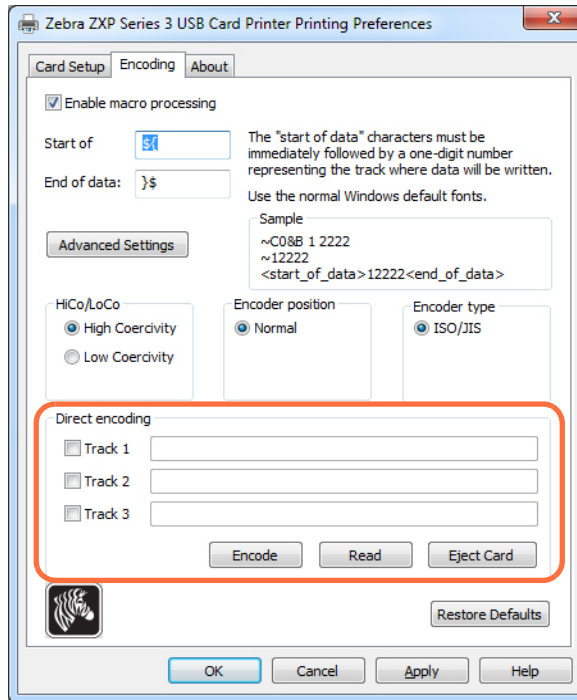 Zebra ZXP Series 3 USB Card Printer Printing Preferences
Card Setup Encoding About
Enable macro processing
Start of ${
The "start of data" characters must be
immediately followed by a one-digit number
representing the track where data will be written.
End of data: }$
Use the normal Windows default fonts.
Advanced Settings
Sample
~C0&B 1 2222
~12222
<start_of_data>12222<end_of_data>
HiCo/LoCo
High Coercivity
Low Coercivity
Encoder position
Normal
Encoder type
ISO/JIS
Direct encoding
Track 1
Track 2
Track 3
Encode Read Eject Card
Restore Defaults
OK Cancel Apply Help